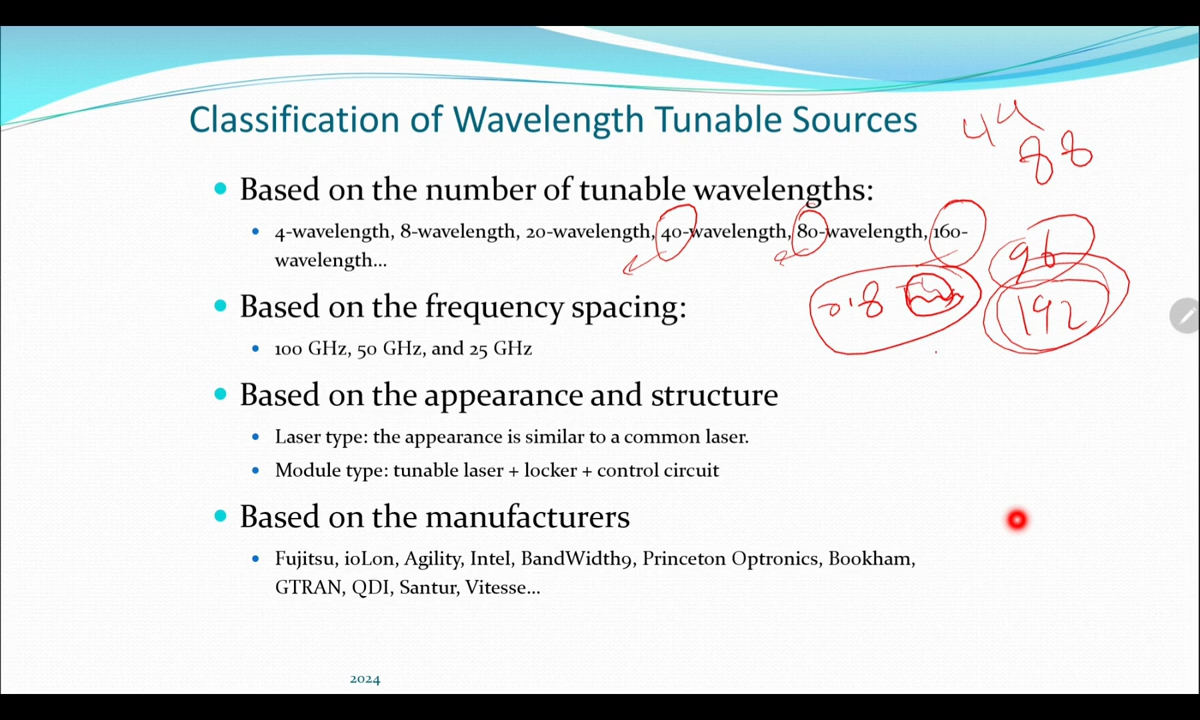 Classification of Wavelength Tunable Sources
44
88
Based on the number of tunable wavelengths:
4-wavelength, 8-wavelength, 20-wavelength, 40-wavelength, 80-wavelength, 160-
wavelength...
96
192
0.8
Based on the frequency spacing:
100 GHz, 50 GHz, and 25 GHz
Based on the appearance and structure
Laser type: the appearance is similar to a common laser.
Module type: tunable laser + locker + control circuit
Based on the manufacturers
Fujitsu, ioLon, Agility, Intel, BandWidth9, Princeton Optronics, Bookham,
GTRAN, QDI, Santur, Vitesse...
2024